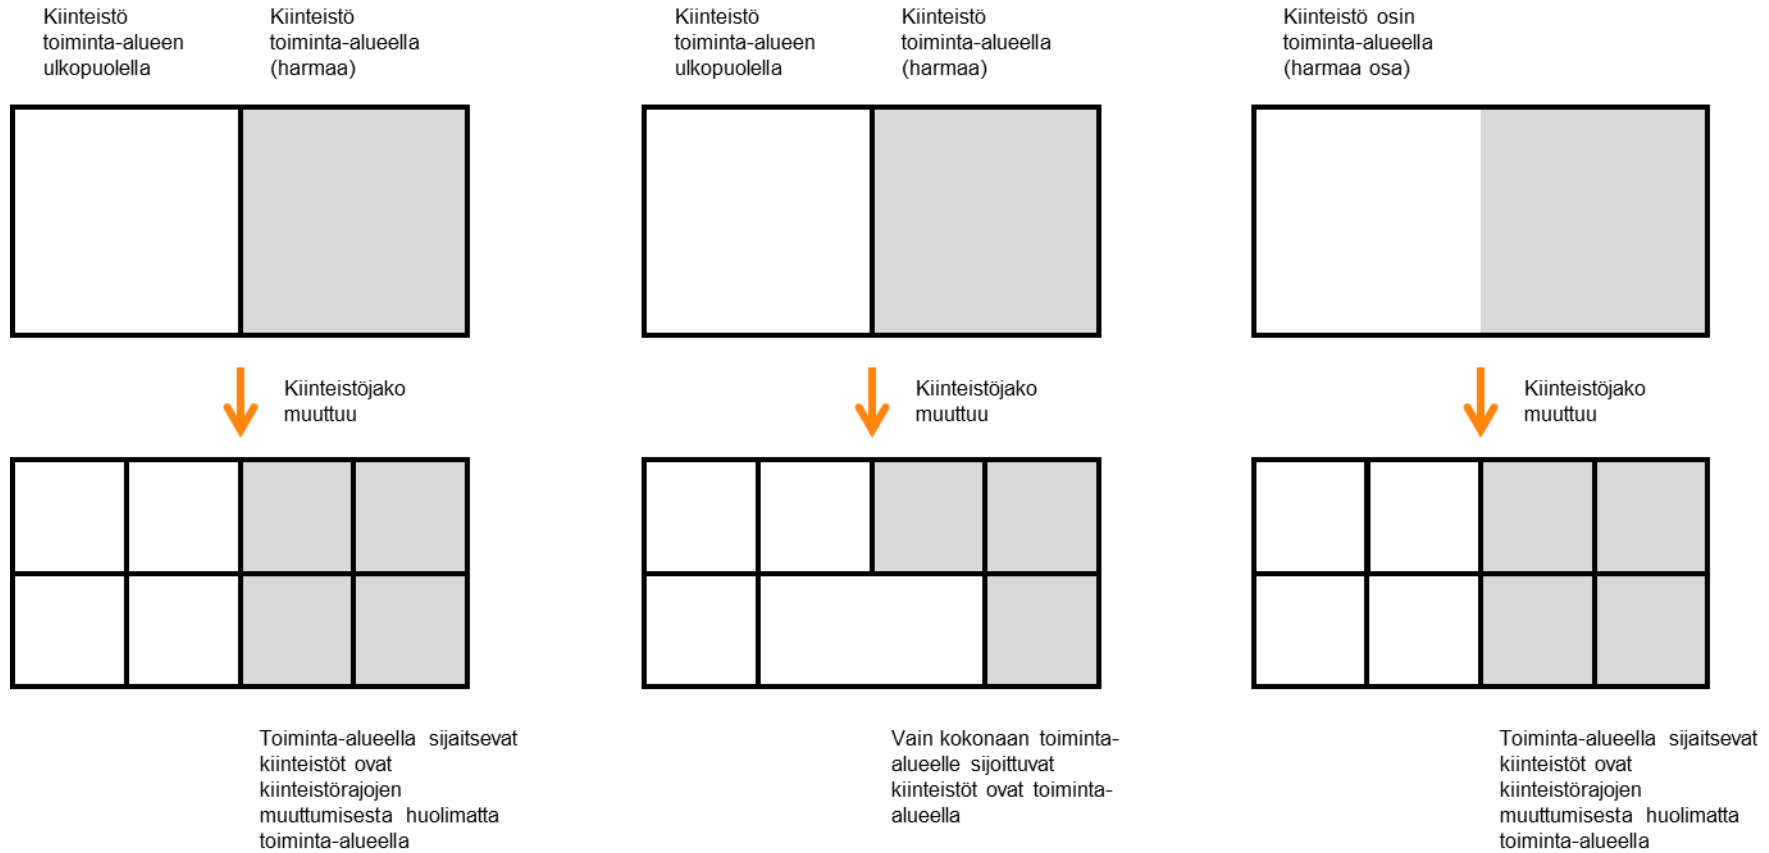 Kiinteistö
toiminta-alueen
ulkopuolella
Kiinteistö
toiminta-alueella
(harmaa)
Kiinteistö
toiminta-alueen
ulkopuolella
Kiinteistö
toiminta-alueella
(harmaa)
Kiinteistö osin
toiminta-alueella
(harmaa osa)
Kiinteistöjako
muuttuu
Kiinteistöjako
muuttuu
Kiinteistöjako
muuttuu
Toiminta-alueella sijaitsevat
kiinteistöt ovat
kiinteistörajojen
muuttumisesta huolimatta
toiminta-alueella
Vain kokonaan toiminta-
alueelle sijoittuvat
kiinteistöt ovat toiminta-
alueella
Toiminta-alueella sijaitsevat
kiinteistöt ovat
kiinteistörajojen
muuttumisesta huolimatta
toiminta-alueella